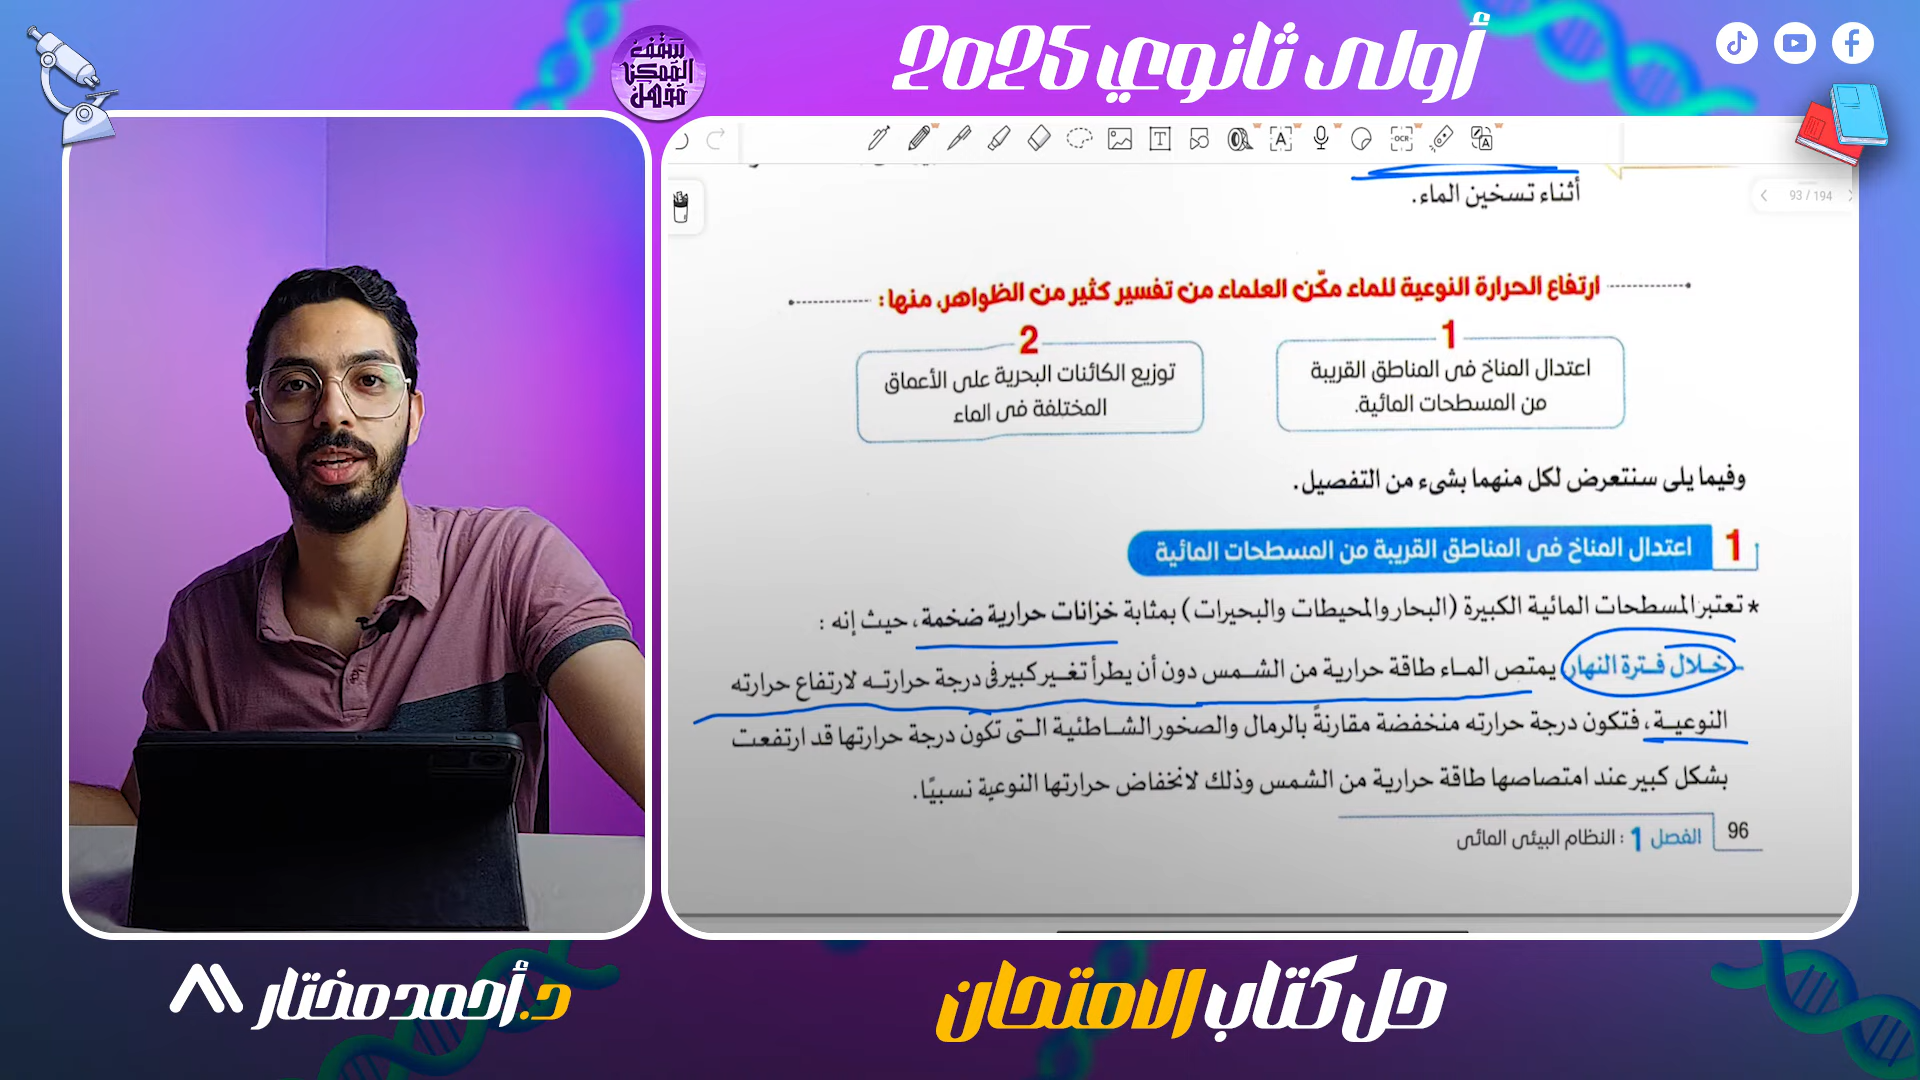 أولى ثانوي 2025
سقف
الممكن
مذهل
93 / 194
أثناء تسخين الماء.
ارتفاع الحرارة النوعية للماء مكّن العلماء من تفسير كثير من الظواهر، منها :
1
اعتدال المناخ فى المناطق القريبة
من المسطحات المائية.
2
توزيع الكائنات البحرية على الأعماق
المختلفة فى الماء
وفيما يلى سنتعرض لكل منهما بشىء من التفصيل.
1 اعتدال المناخ فى المناطق القريبة من المسطحات المائية
* تعتبر المسطحات المائية الكبيرة (البحار والمحيطات والبحيرات) بمثابة خزانات حرارية ضخمة، حيث إنه :
- خلال فترة النهار يمتص الماء طاقة حرارية من الشمس دون أن يطرأ تغير كبير فى درجة حرارته لارتفاع حرارته
النوعية، فتكون درجة حرارته منخفضة مقارنةً بالرمال والصخور الشاطئية التى تكون درجة حرارتها قد ارتفعت
بشكل كبير عند امتصاصها طاقة حرارية من الشمس وذلك لانخفاض حرارتها النوعية نسبيًا.
96 الفصل 1 : النظام البيئى المائى
حل كتاب الامتحان
د.أحمد مختار